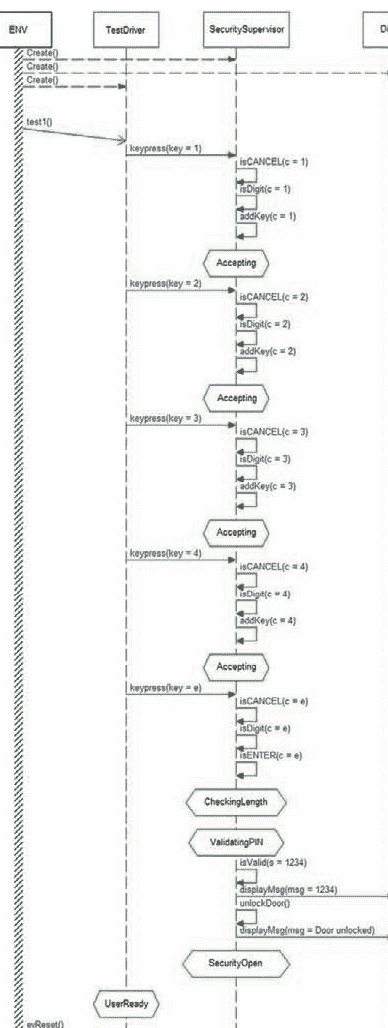 ENV
TestDriver
SecuritySupervisor
Create()
Create()
Create()
test1()
keypress(key = 1)
isCANCEL(c = 1)
isDigit(c = 1)
addKey(c = 1)
Accepting
keypress(key = 2)
isCANCEL(c = 2)
isDigit(c = 2)
addKey(c = 2)
Accepting
keypress(key = 3)
isCANCEL(c = 3)
isDigit(c = 3)
addKey(c = 3)
Accepting
keypress(key = 4)
isCANCEL(c = 4)
isDigit(c = 4)
addKey(c = 4)
Accepting
keypress(key = e)
isCANCEL(c = e)
isDigit(c = e)
isENTER(c = e)
CheckingLength
ValidatingPIN
isValid(s = 1234)
displayMsg(msg = 1234)
unlockDoor()
displayMsg(msg = Door unlocked)
SecurityOpen
UserReady
evReset()